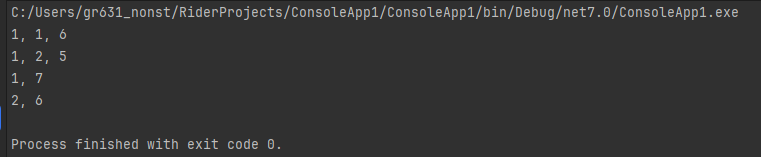 C:/Users/gr631_nonst/RiderProjects/ConsoleApp1/ConsoleApp1/bin/Debug/net7.0/ConsoleApp1.exe
1, 1, 6
1, 2, 5
1, 7
2, 6
Process finished with exit code 0.